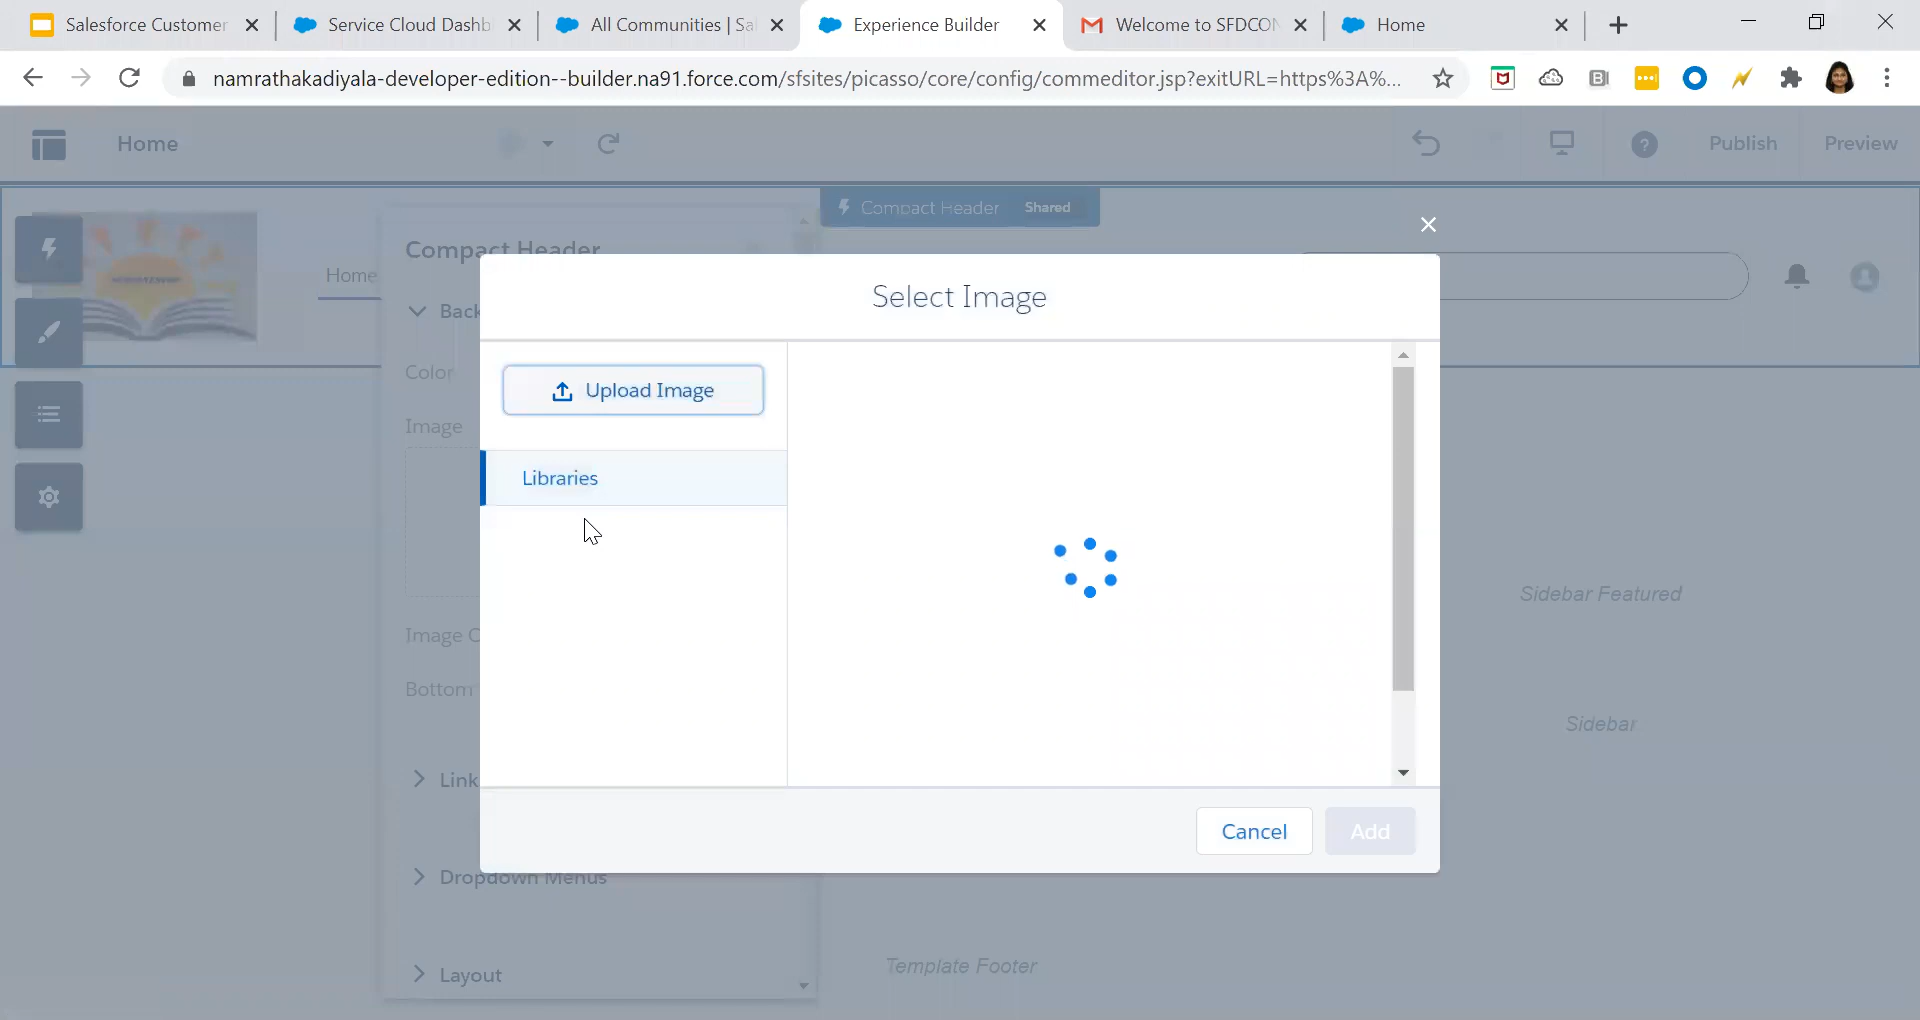 Salesforce Customer
Service Cloud Dashb
All Communities | Sa
Experience Builder
Welcome to SFDCON
Home
namrathakadiyala-developer-edition--builder.na91.force.com/sfsites/picasso/core/config/commeditor.jsp?exitURL=https%3A%...
Home
Publish
Preview
Compact Header Shared
Compact Header
Home
Select Image
Back
Upload Image
Color
Image
Libraries
Sidebar Featured
Image C
Bottom
Sidebar
Link
Cancel
Add
Dropdown Menus
Template Footer
Layout